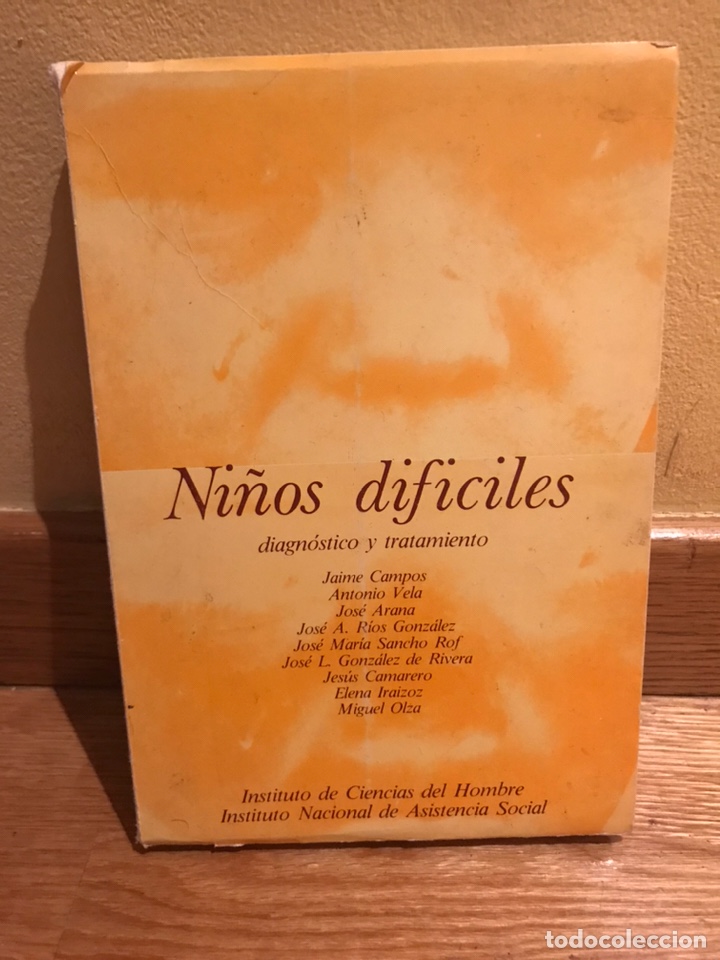 Niños dificiles
diagnóstico y tratamiento
Jaime Campos
Antonio Vela
José Arana
José A. Ríos González
José María Sancho Rof
José L. González de Rivera
Jesús Camarero
Elena Iraizoz
Miguel Olza
Instituto de Ciencias del Hombre
Instituto Nacional de Asistencia Social
todocoleccion